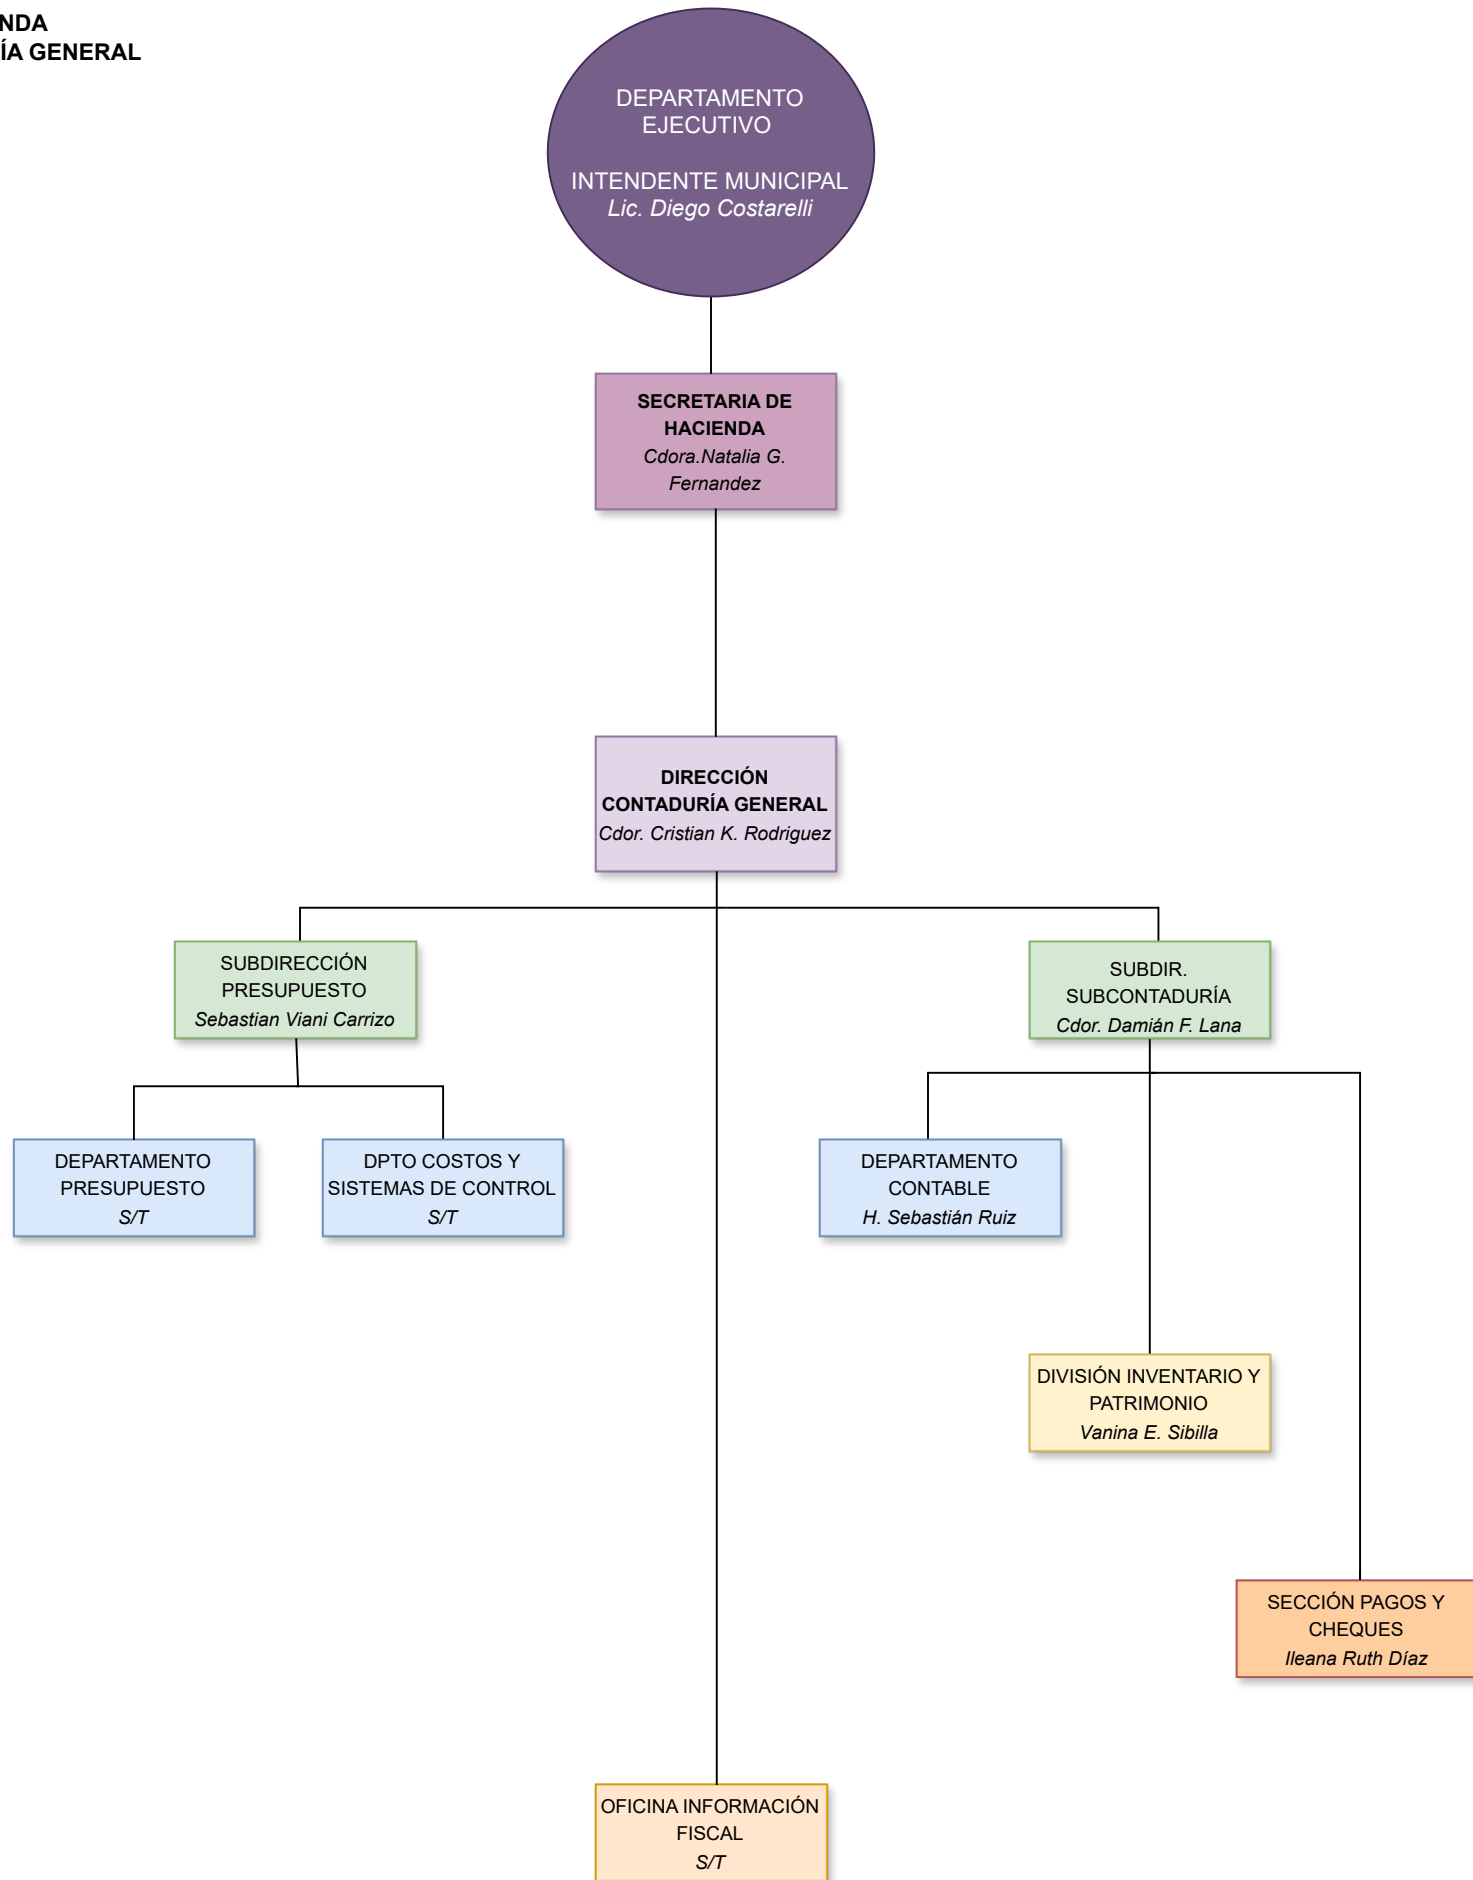 NDA
ÍA GENERAL
DEPARTAMENTO
EJECUTIVO
INTENDENTE MUNICIPAL
Lic. Diego Costarelli
SECRETARIA DE
HACIENDA
Cdora.Natalia G.
Fernandez
DIRECCIÓN
CONTADURÍA GENERAL
Cdor. Cristian K. Rodriguez
SUBDIRECCIÓN
PRESUPUESTO
Sebastian Viani Carrizo
SUBDIR.
SUBCONTADURÍA
Cdor. Damián F. Lana
DEPARTAMENTO
PRESUPUESTO
S/T
DPTO COSTOS Y
SISTEMAS DE CONTROL
S/T
DEPARTAMENTO
CONTABLE
H. Sebastián Ruiz
DIVISIÓN INVENTARIO Y
PATRIMONIO
Vanina E. Sibilla
SECCIÓN PAGOS Y
CHEQUES
Ileana Ruth Díaz
OFICINA INFORMACIÓN
FISCAL
S/T